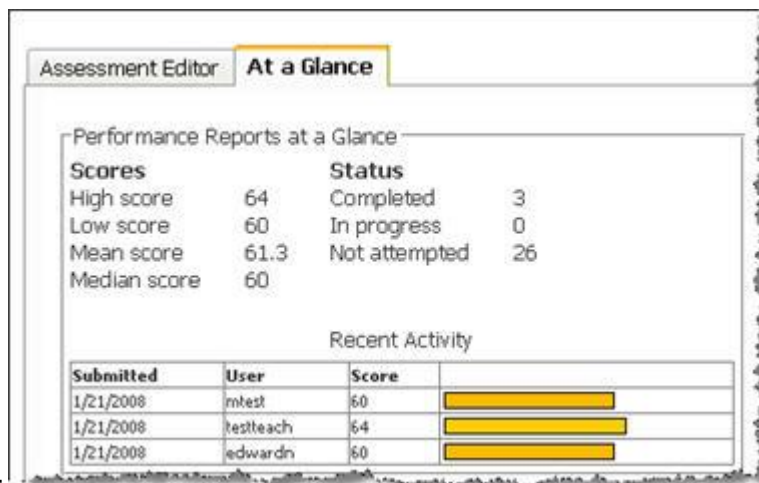 Assessment Editor At a Glance
Performance Reports at a Glance
Scores Status
High score 64 Completed 3
Low score 60 In progress 0
Mean score 61.3 Not attempted 26
Median score 60
Recent Activity
Submitted User Score
1/21/2008 mtest 60
1/21/2008 testteach 64
1/21/2008 edwardn 60